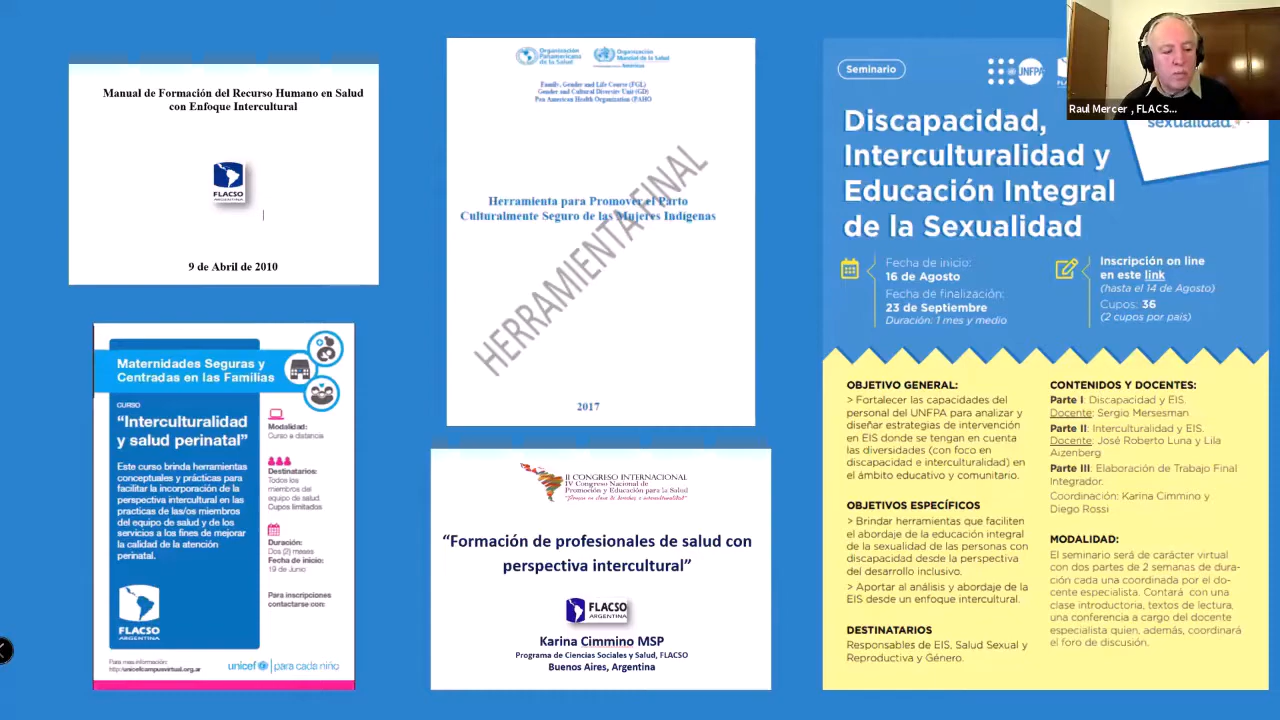 Manual de Formación del Recurso Humano en Salud
con Enfoque Intercultural
FLACSO
ARGENTINA
9 de Abril de 2010
Maternidades Seguras y
Centradas en las Familias
CURSO
“Interculturalidad
y salud perinatal”
Este curso brinda herramientas
conceptuales y prácticas para
facilitar la incorporación de la
perspectiva intercultural en las
practicas de las/os miembros
del equipo de salud y de los
servicios a los fines de mejorar
la calidad de la atención
perinatal.
FLACSO
ARGENTINA
Modalidad:
Curso a distancia
Destinatarios:
Todos los
miembros del
equipo de salud
Cupos limitados
Duración:
Dos (2) meses
Fecha de inicio:
19 de Junio
Para inscripciones
contactarse con:
Para mas información:
http://unicefcampusvirtual.org.ar
unicef para cada niño
Organización
Panamericana
de la Salud
Organización
Mundial de la Salud
Américas
Family, Gender and Life Course (FGL)
Gender and Cultural Diversity Unit (GD)
Pan American Health Organization (PAHO
Herramienta para Promover el Parto
Culturalmente Seguro de las Mujeres Indígenas
HERRAMIENTA FINAL
2017
II CONGRESO INTERNACIONAL
IV Congreso Nacional de
Promoción y Educación para la Salud
“Formación de profesionales de salud con
perspectiva intercultural”
FLACSO
ARGENTINA
Karina Cimmino MSP
Programa de Ciencias Sociales y Salud, FLACSO
Buenos Aires, Argentina
Seminario
UNFPA
sexualidad
Discapacidad,
Interculturalidad y
Educación Integral
de la Sexualidad
Fecha de inicio:
16 de Agosto
Fecha de finalización:
23 de Septiembre
Duración: 1 mes y medio
Inscripción on line
en este link
(hasta el 14 de Agosto)
Cupos: 36
(2 cupos por país)
OBJETIVO GENERAL:
> Fortalecer las capacidades del
personal del UNFPA para analizar y
diseñar estrategias de intervención
en EIS donde se tengan en cuenta
las diversidades (con foco en
discapacidad e interculturalidad) en
el ámbito educativo y comunitario.
OBJETIVOS ESPECÍFICOS
> Brindar herramientas que faciliten
el abordaje de la educación integral
de la sexualidad de las personas con
discapacidad desde la perspectiva
del desarrollo inclusivo.
> Aportar al análisis y abordaje de la
EIS desde un enfoque intercultural.
DESTINATARIOS
Responsables de EIS, Salud Sexual y
Reproductiva y Género.
CONTENIDOS Y DOCENTES:
Parte I: Discapacidad y EIS.
Docente: Sergio Mersesman
Parte II: Interculturalidad y EIS.
Docente: José Roberto Luna y Lila
Aizenberg
Parte III: Elaboración de Trabajo Final
Integrador.
Coordinación: Karina Cimmino y
Diego Rossi
MODALIDAD:
El seminario será de carácter virtual
con dos partes de 2 semanas de dura-
ción cada una coordinada por el do-
cente especialista. Contará con una
clase introductoria, textos de lectura,
una conferencia a cargo del docente
especialista quien, además, coordinará
el foro de discusión.
Raul Mercer , FLACS...